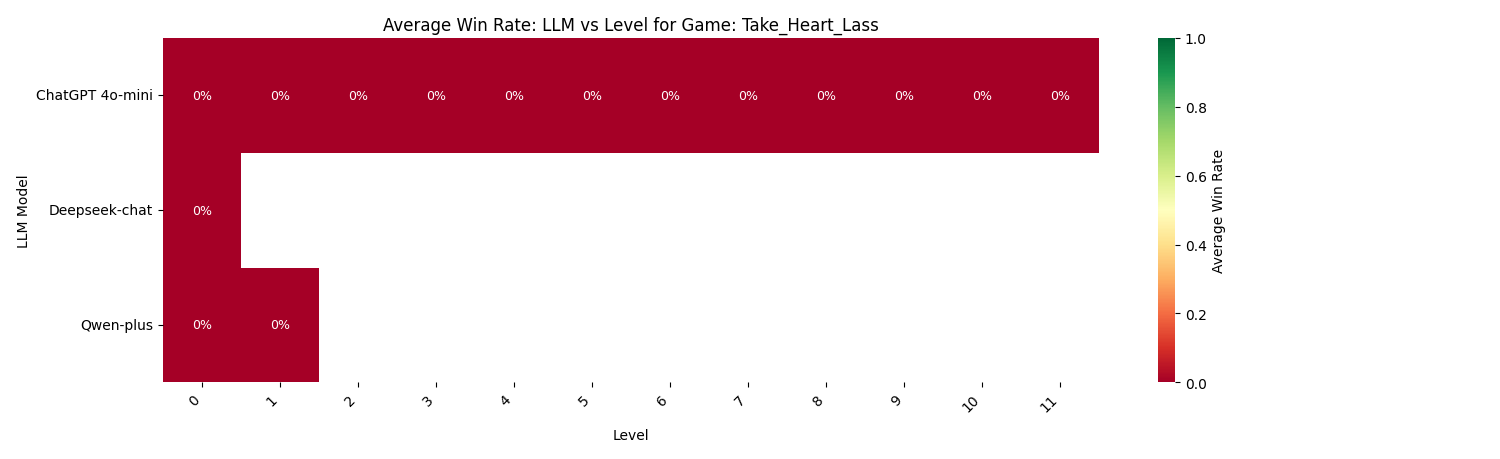 Average Win Rate: LLM vs Level for Game: Take_Heart_Lass
LLM Model
ChatGPT 4o-mini
0% 0% 0% 0% 0% 0% 0% 0% 0% 0% 0% 0%
Deepseek-chat
0%
Qwen-plus
0% 0%
0 1 2 3 4 5 6 7 8 9 10 11
Level
1.0
0.8
0.6
0.4
0.2
0.0
Average Win Rate